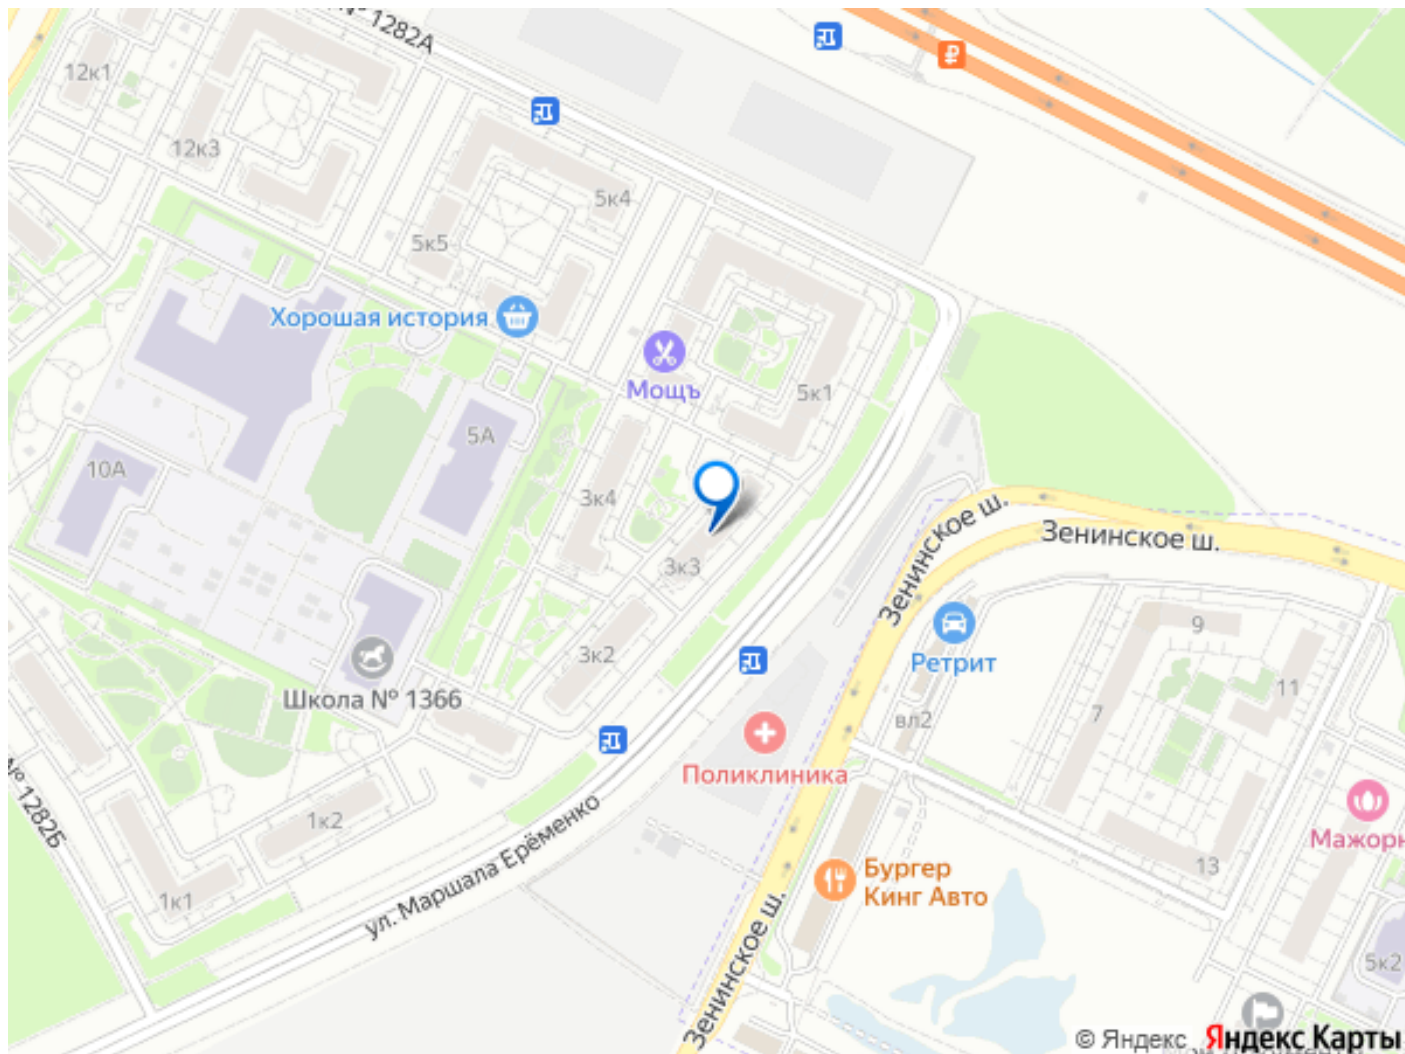 № 1282А
12к1
12к3
5к4
5к5
Хорошая история
Мощъ
5к1
5А
10А
3к4
3к3
3к2
Зенинское ш.
Зенинское ш.
9
Ретрит
11
7
вл2
Школа № 1366
Поликлиника
№ 1282Б
1к2
ул. Маршала Ерёменко
Бургер
Кинг Авто
13
Мажорн
1к1
Зенинское ш.
5к2
© Яндекс Яндекс Карты